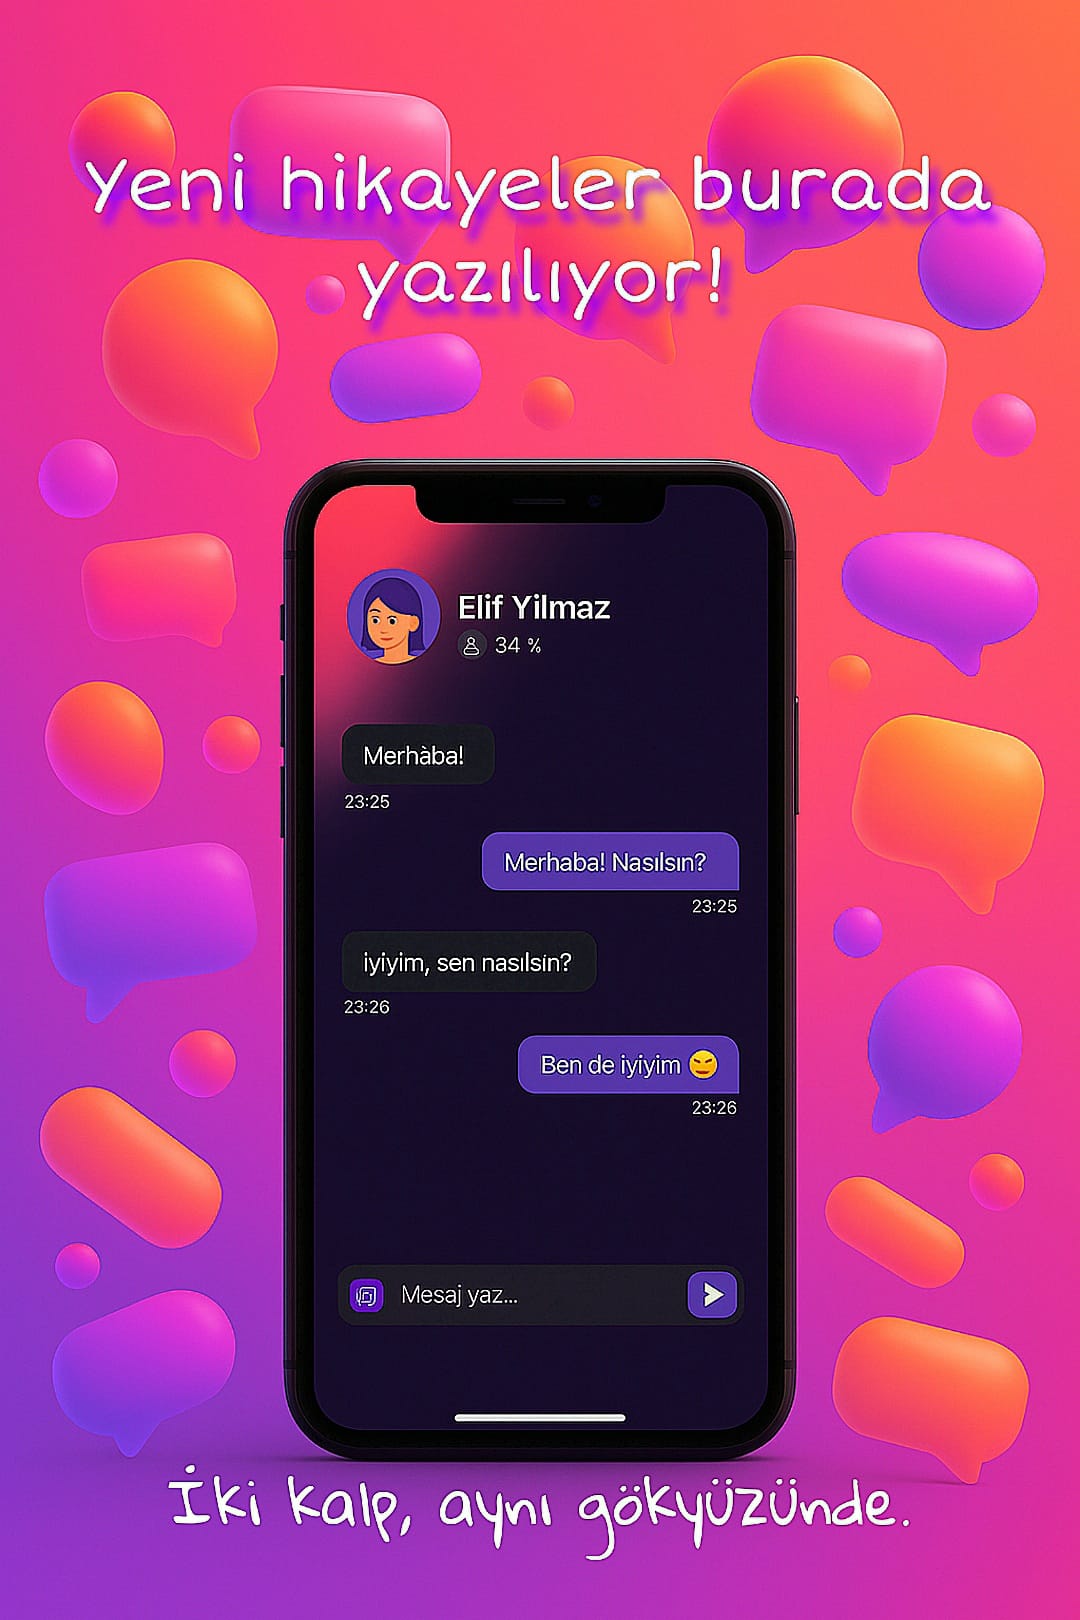 Yeni hikayeler burada
yazılıyor!
Elif Yilmaz
34 %
Merhàba!
23:25
Merhaba! Nasılsın?
23:25
iyiyim, sen nasılsın?
23:26
Ben de iyiyim 😆
23:26
Mesaj yaz...
İki kalp, aynı gökyüzünde.